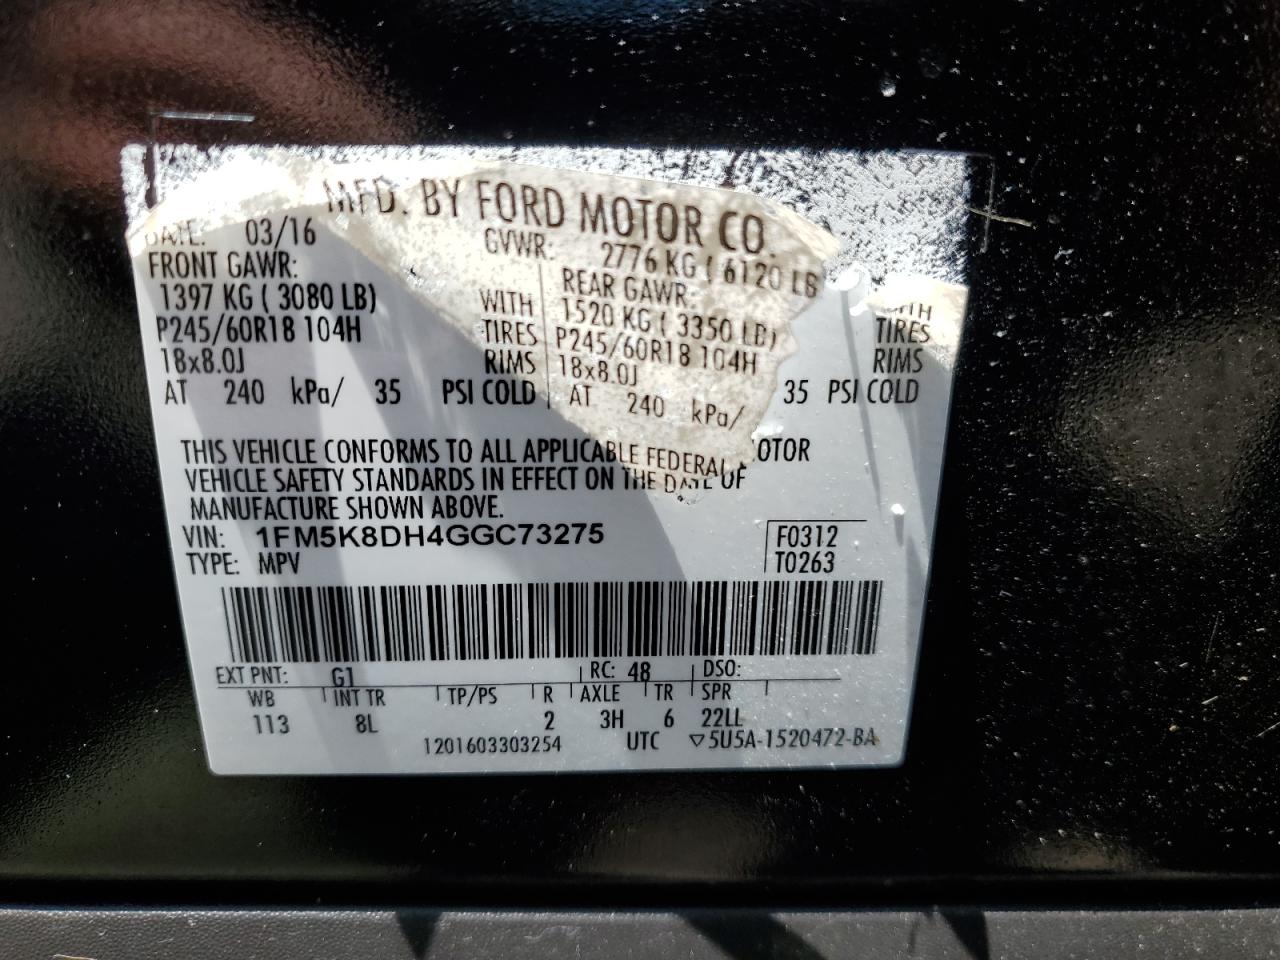 MFD. BY FORD MOTOR CO.
DATE: 03/16 GVWR: 2776 KG ( 6120 LB
FRONT GAWR: REAR GAWR:
1397 KG ( 3080 LB) WITH 1520 KG ( 3350 LB) WITH
P245/60R18 104H TIRES P245/60R18 104H TIRES
18x8.0J RIMS 18x8.0J RIMS
AT 240 kPa/ 35 PSI COLD AT 240 kPa/ 35 PSI COLD
THIS VEHICLE CONFORMS TO ALL APPLICABLE FEDERAL OTOR
VEHICLE SAFETY STANDARDS IN EFFECT ON THE DATE OF
MANUFACTURE SHOWN ABOVE.
VIN: 1FM5K8DH4GGC73275 F0312
TYPE: MPV T0263
EXT PNT: G1 RC: 48 DSO:
WB INT TR TP/PS R AXLE TR SPR
113 8L 2 3H 6 22LL
1201603303254 UTC ▽5U5A-1520472-BA